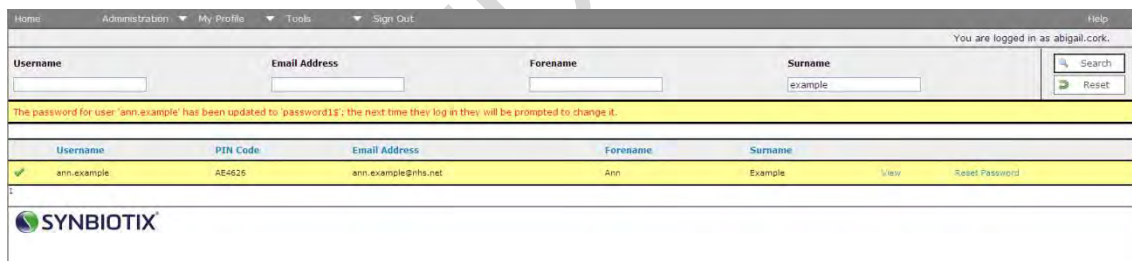 Home Administration My Profile Tools Sign Out Help
You are logged in as abigail.cork.
Username Email Address Forename Surname Search
example Reset
The password for user 'ann.example' has been updated to 'password1$'; the next time they log in they will be prompted to change it.
Username PIN Code Email Address Forename Surname
ann.example AE4626 ann.example@nhs.net Ann Example View Reset Password
1
SYNBIOTIX